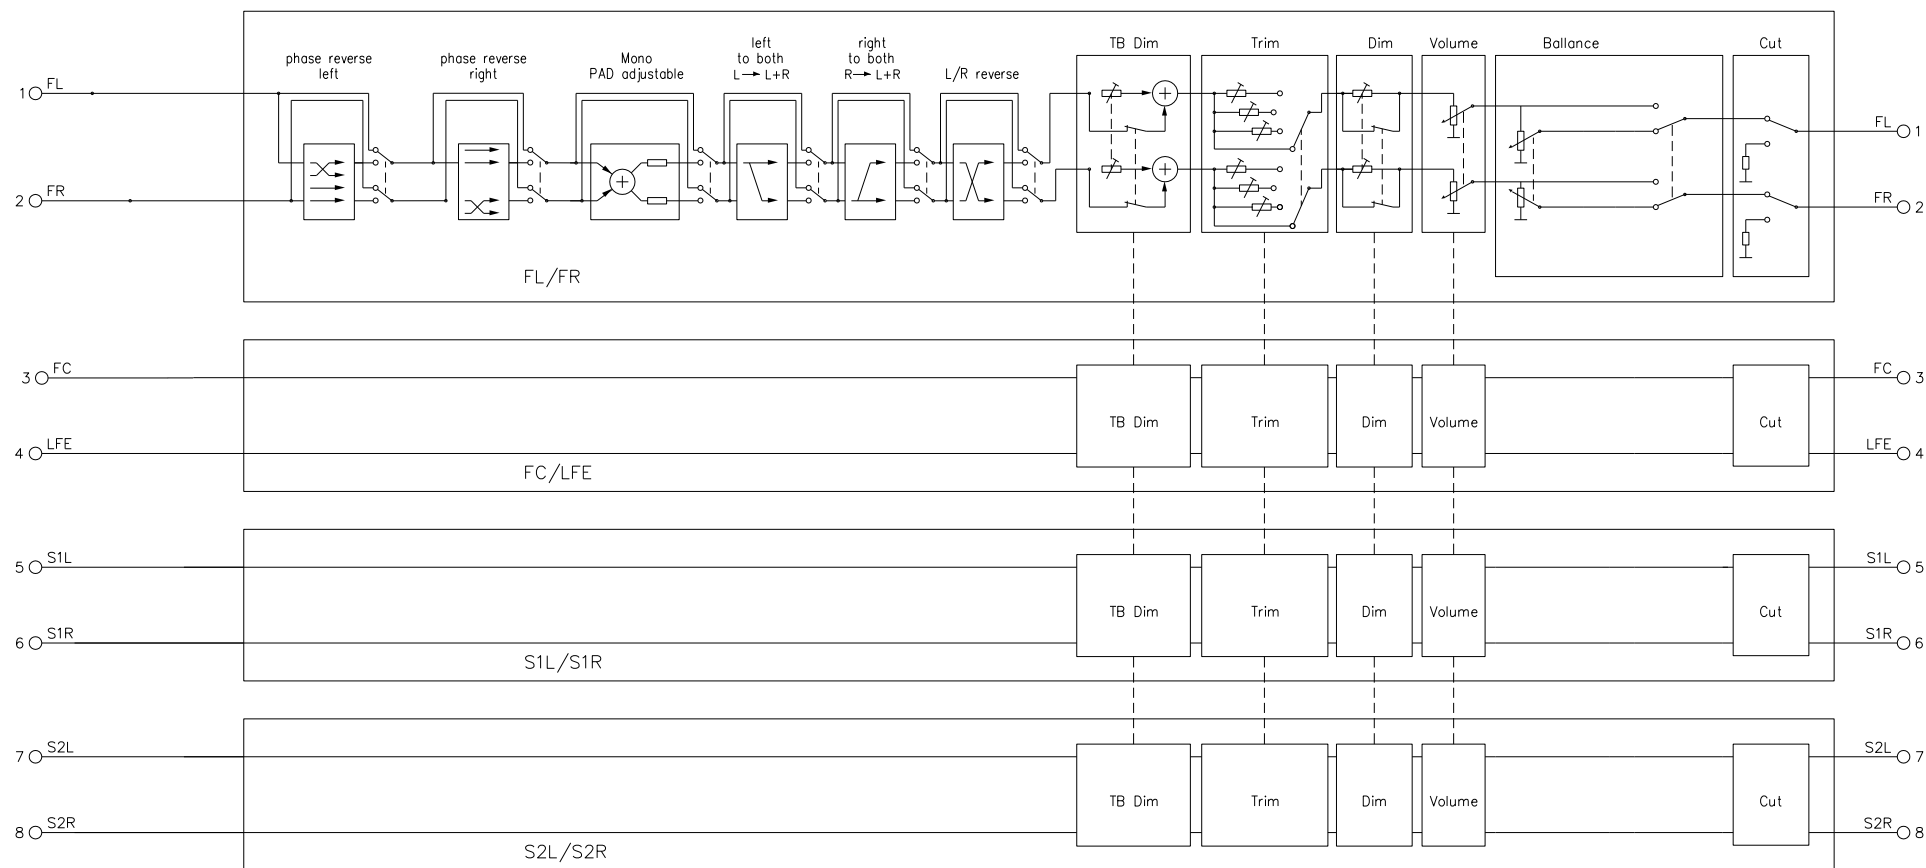 phase reverse
left
phase reverse
right
Mono
PAD adjustable
left
to both
L→L+R
right
to both
R→L+R
L/R reverse
TB Dim
Trim
Dim
Volume
Ballance
Cut
1 FL
2 FR
FL 1
FR 2
FL/FR
3 FC
4 LFE
TB Dim
Trim
Dim
Volume
Cut
FC 3
LFE 4
FC/LFE
5 S1L
6 S1R
TB Dim
Trim
Dim
Volume
Cut
S1L 5
S1R 6
S1L/S1R
7 S2L
8 S2R
TB Dim
Trim
Dim
Volume
Cut
S2L 7
S2R 8
S2L/S2R